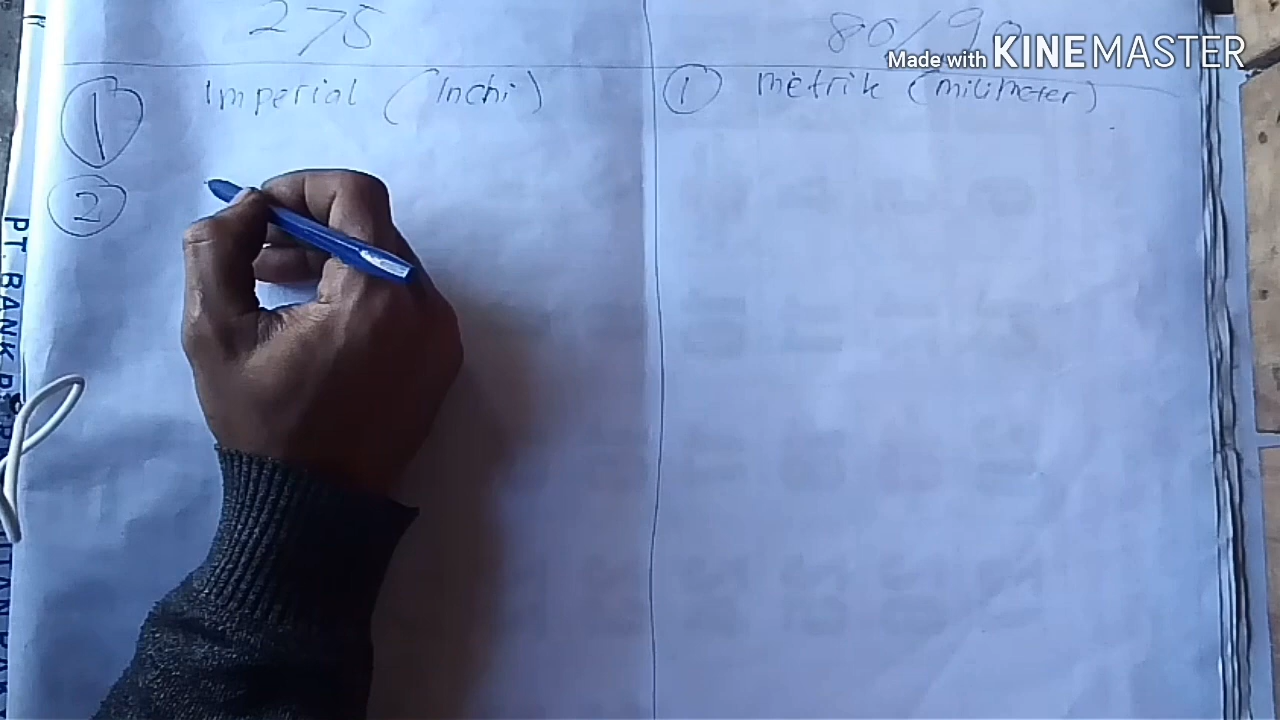 275
80/90
Made with KINEMASTER
① Imperial (Inchi)
① metrik (milimeter)
②
PT. BANK